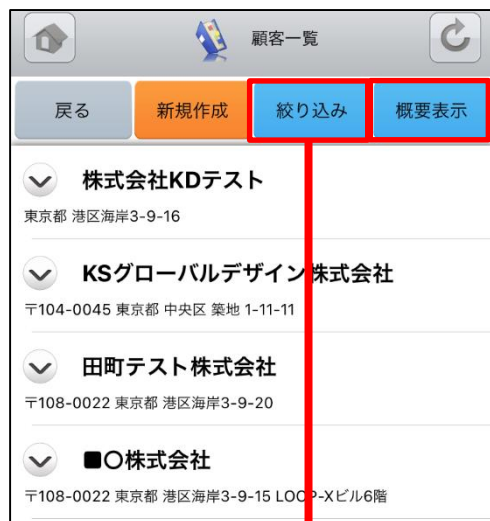 顧客一覧
戻る 新規作成 絞り込み 概要表示
株式会社KDテスト
東京都 港区海岸3-9-16
KSグローバルデザイン株式会社
〒104-0045 東京都 中央区 築地 1-11-11
田町テスト株式会社
〒108-0022 東京都 港区海岸3-9-20
■○株式会社
〒108-0022 東京都 港区海岸3-9-15 LOOP-Xビル6階